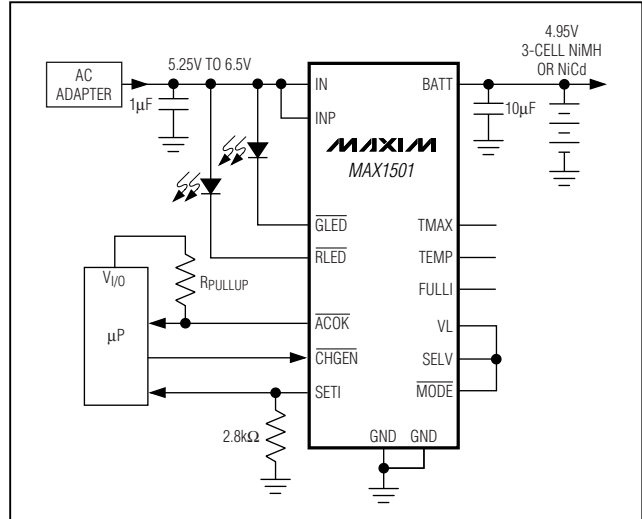 4.95V
3-CELL NiMH
OR NiCd
5.25V TO 6.5V
AC
ADAPTER
1μF
IN
BATT
10μF
INP
MAXIM
MAX1501
GLED
TMAX
RLED
TEMP
VI/O
RPULLUP
FULLI
μP
ACOK
VL
CHGEN
SELV
SETI
MODE
2.8kΩ
GND
GND